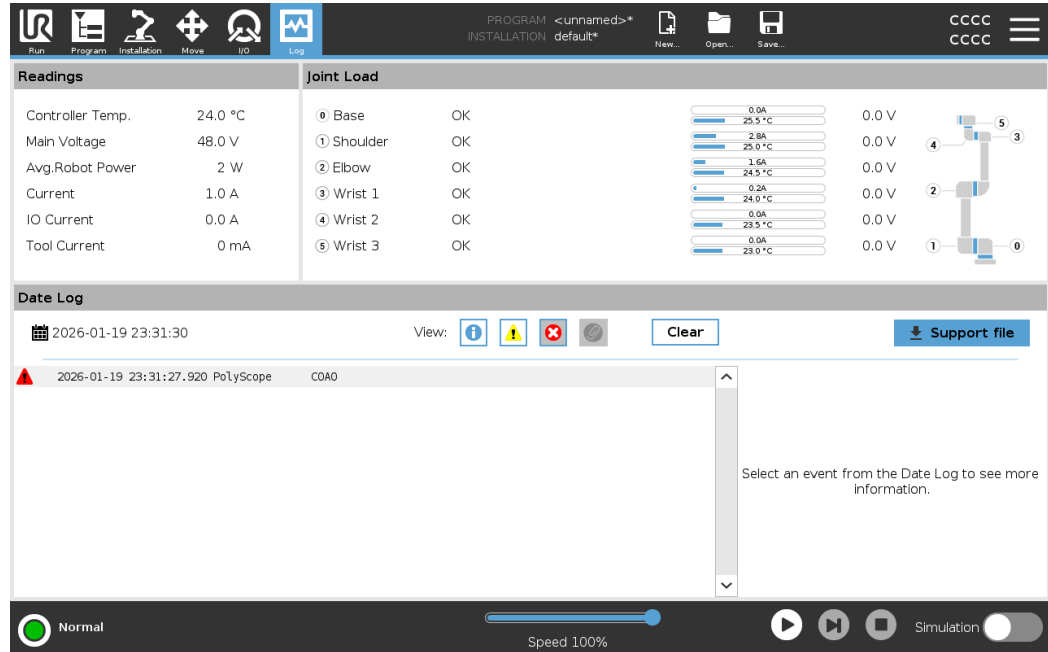 UR
PROGRAM <unnamed>*
INSTALLATION default*
cccc
cccc
Run Program Installation Move I/O Log New... Open... Save...
Readings
Controller Temp. 24.0 °C
Main Voltage 48.0 V
Avg.Robot Power 2 W
Current 1.0 A
IO Current 0.0 A
Tool Current 0 mA
Joint Load
0 Base OK 0.0A 25.5 °C 0.0 V
1 Shoulder OK 2.8A 25.0 °C 0.0 V
2 Elbow OK 1.6A 24.5 °C 0.0 V
3 Wrist 1 OK 0.2A 24.0 °C 0.0 V
4 Wrist 2 OK 0.0A 23.5 °C 0.0 V
5 Wrist 3 OK 0.0A 23.0 °C 0.0 V
5
4 3
2
1 0
Date Log
2026-01-19 23:31:30 View: Clear Support file
2026-01-19 23:31:27.920 PolyScope C0A0
Select an event from the Date Log to see more
information.
Normal
Speed 100%
Simulation